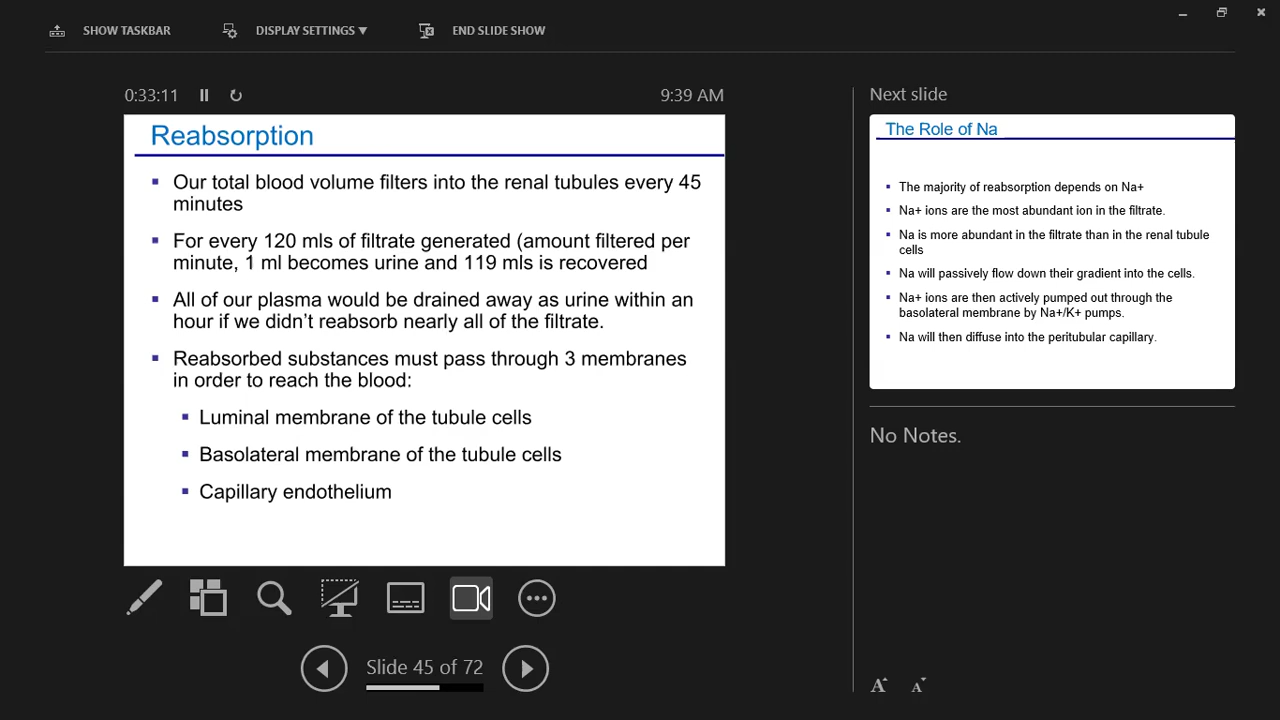 SHOW TASKBAR
DISPLAY SETTINGS ▼
END SLIDE SHOW
0:33:11
9:39 AM
Reabsorption
▪ Our total blood volume filters into the renal tubules every 45
minutes
▪ For every 120 mls of filtrate generated (amount filtered per
minute, 1 ml becomes urine and 119 mls is recovered
▪ All of our plasma would be drained away as urine within an
hour if we didn’t reabsorb nearly all of the filtrate.
▪ Reabsorbed substances must pass through 3 membranes
in order to reach the blood:
▪ Luminal membrane of the tubule cells
▪ Basolateral membrane of the tubule cells
▪ Capillary endothelium
Slide 45 of 72
Next slide
The Role of Na
▪ The majority of reabsorption depends on Na+
▪ Na+ ions are the most abundant ion in the filtrate.
▪ Na is more abundant in the filtrate than in the renal tubule
cells
▪ Na will passively flow down their gradient into the cells.
▪ Na+ ions are then actively pumped out through the
basolateral membrane by Na+/K+ pumps.
▪ Na will then diffuse into the peritubular capillary.
No Notes.
A A